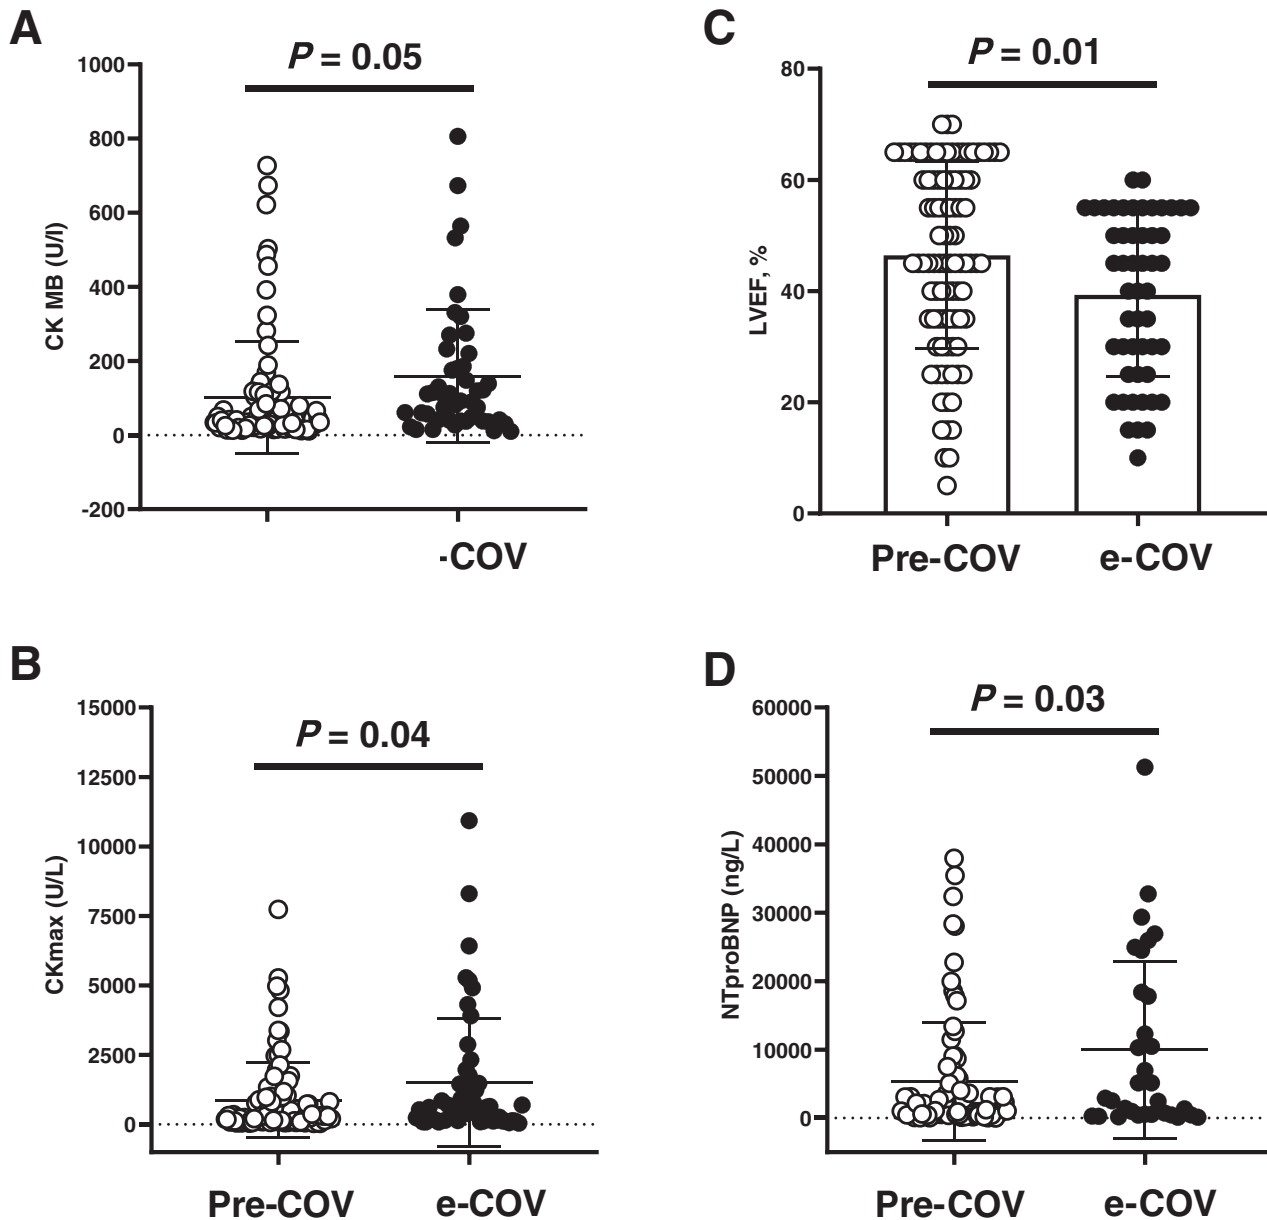 A
P = 0.05
1000
800
600
400
200
0
-200
CK MB (U/l)
-COV
C
P = 0.01
80
60
40
20
0
LVEF, %
Pre-COV e-COV
B
P = 0.04
15000
12500
10000
7500
5000
2500
0
CKmax (U/L)
Pre-COV e-COV
D
P = 0.03
60000
50000
40000
30000
20000
10000
0
NTproBNP (ng/L)
Pre-COV e-COV